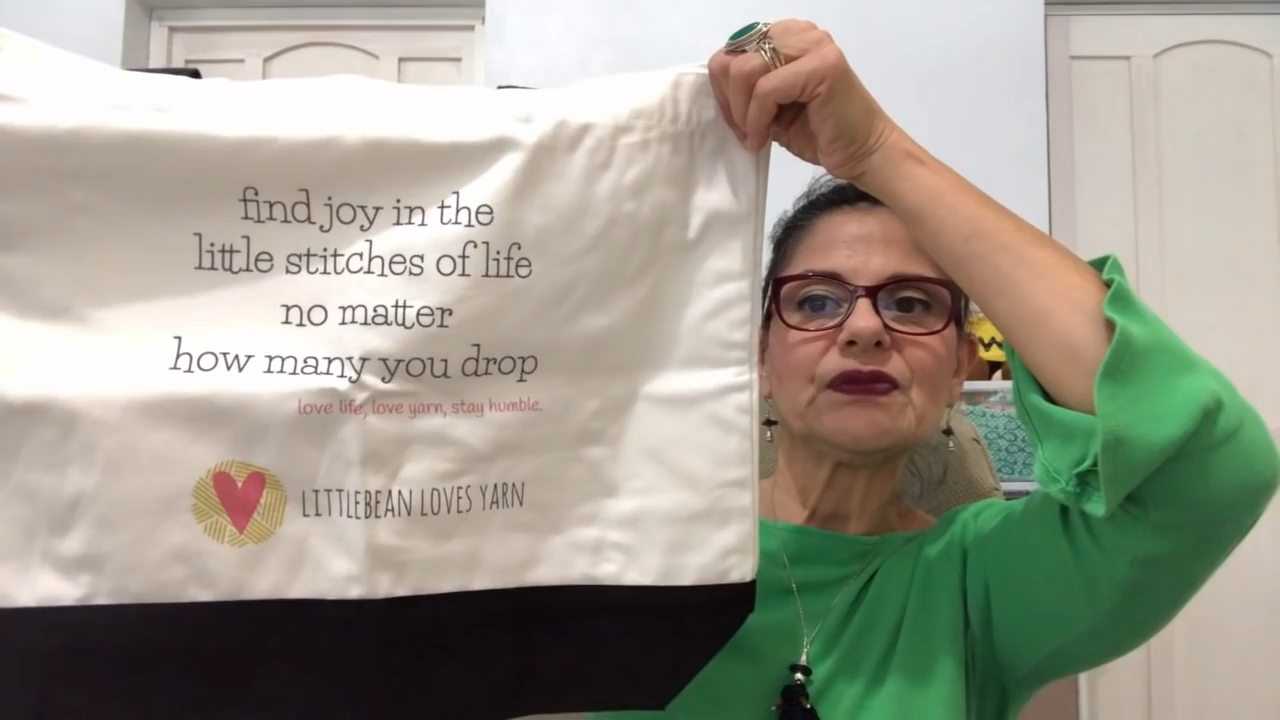 find joy in the
little stitches of life
no matter
how many you drop
love life, love yarn, stay humble.
LITTLEBEAN LOVES YARN